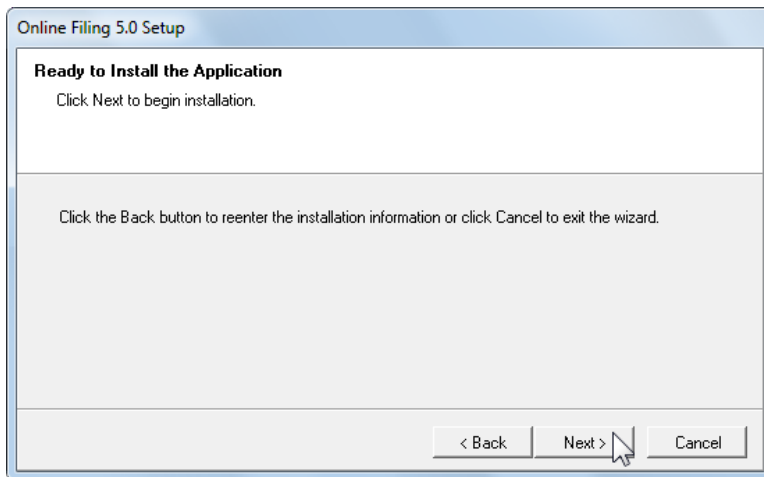 Online Filing 5.0 Setup
Ready to Install the Application
Click Next to begin installation.
Click the Back button to reenter the installation information or click Cancel to exit the wizard.
< Back Next > Cancel